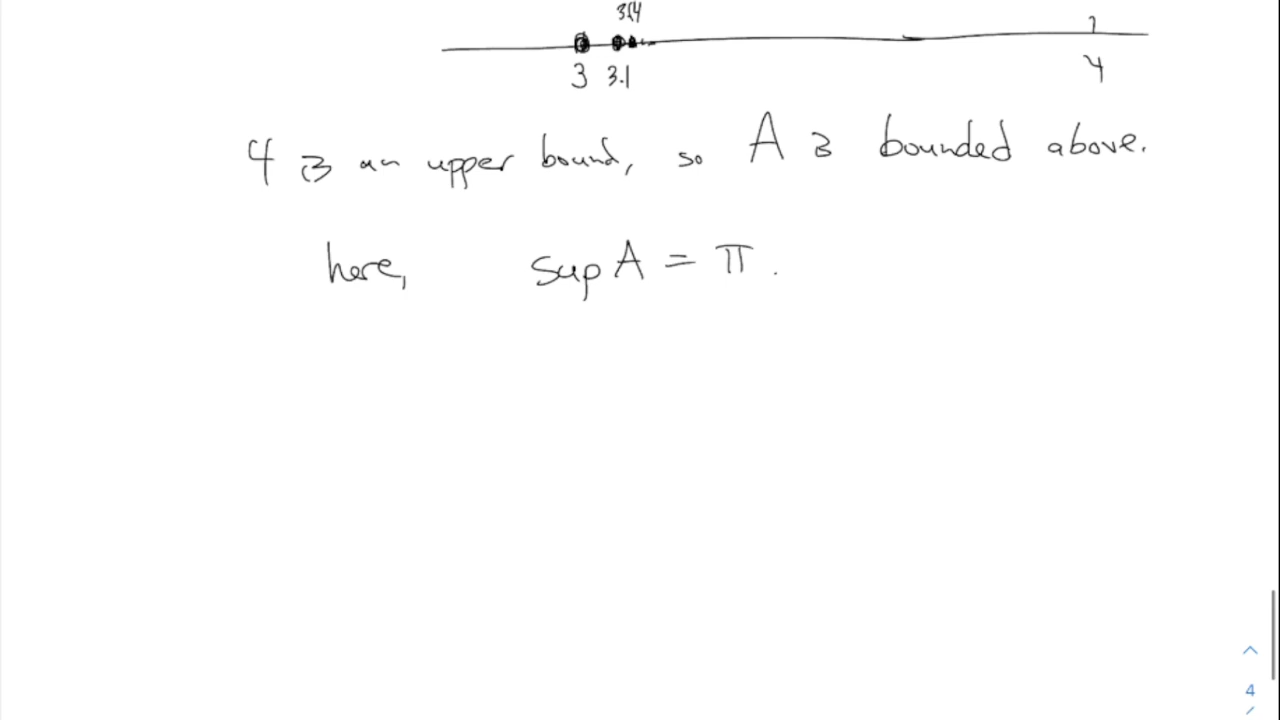 3.14
3 3.1 4
4 is an upper bound, so A is bounded above.
here, sup A = π.
4